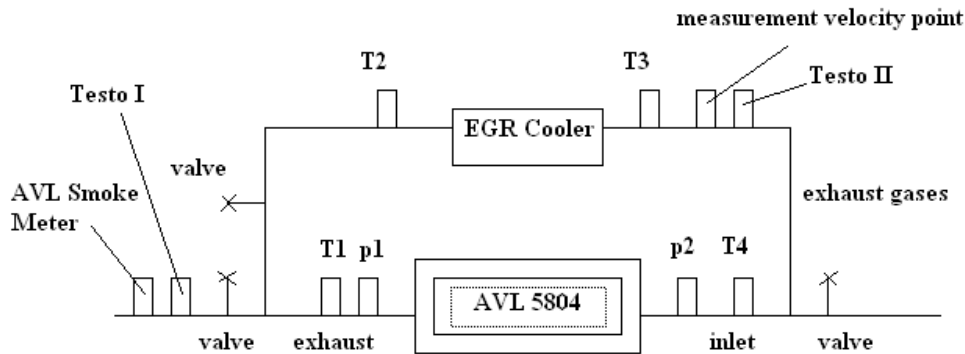 measurement velocity point
T2
T3
Testo II
Testo I
EGR Cooler
valve
AVL Smoke
Meter
exhaust gases
T1
p1
p2
T4
AVL 5804
valve
exhaust
inlet
valve